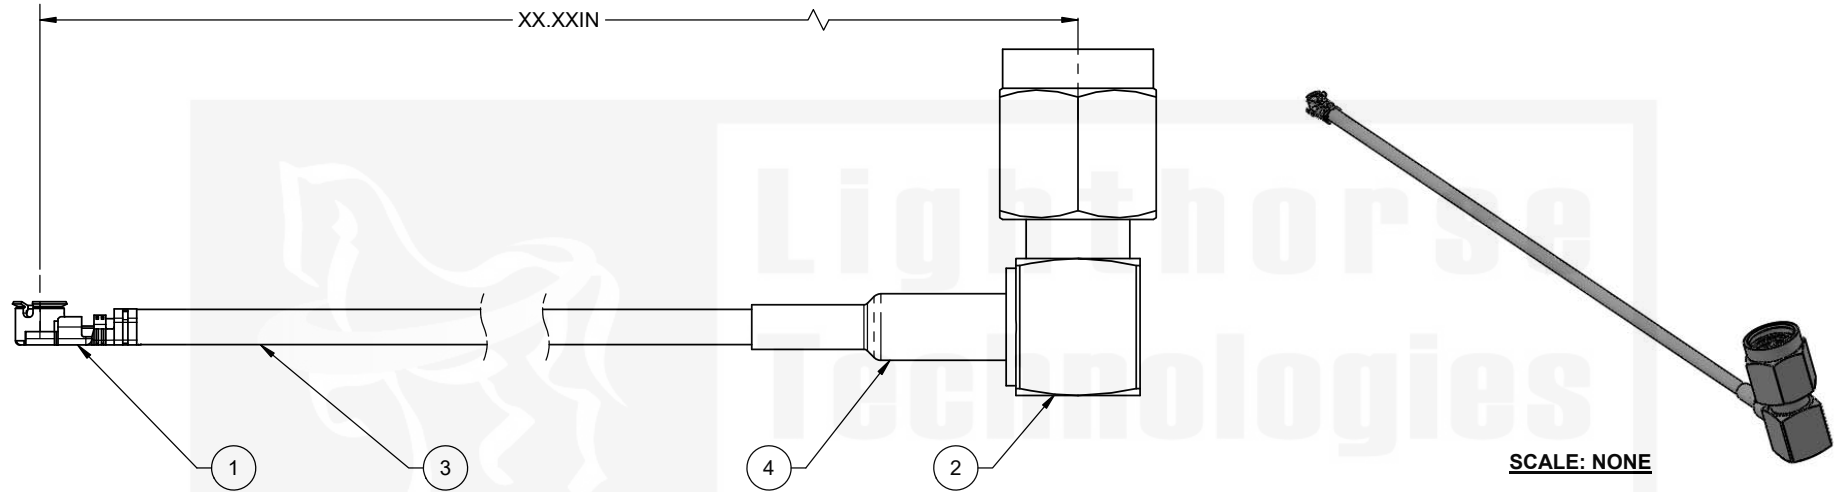 XX.XXIN
Lighthorse
Technologies
1
3
4
2
SCALE: NONE